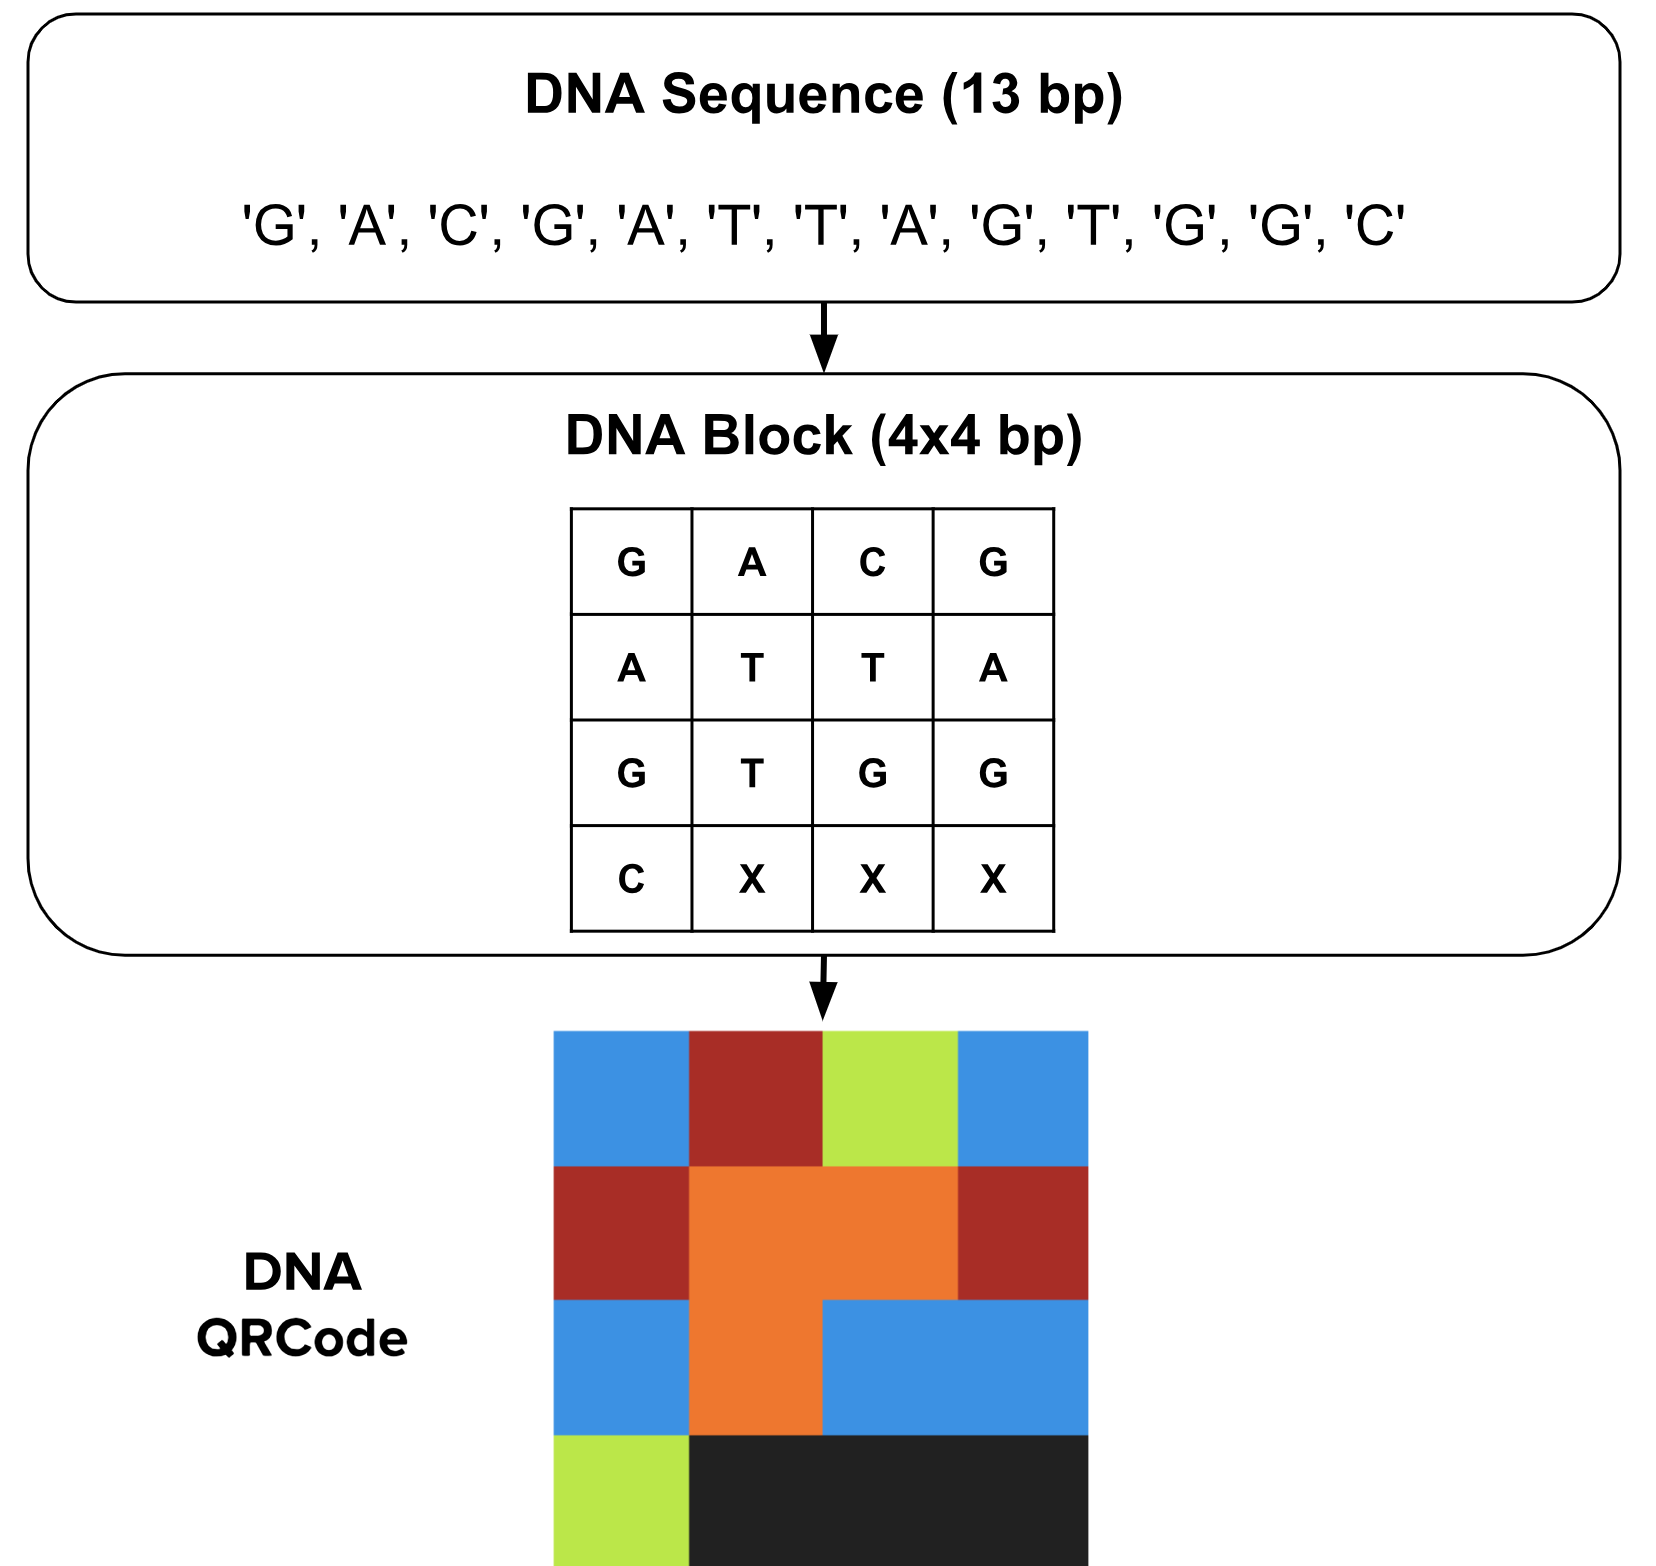 DNA Sequence (13 bp)
'G', 'A', 'C', 'G', 'A', 'T', 'T', 'A', 'G', 'T', 'G', 'G', 'C'
DNA Block (4x4 bp)
G A C G
A T T A
G T G G
C X X X
DNA
QRCode